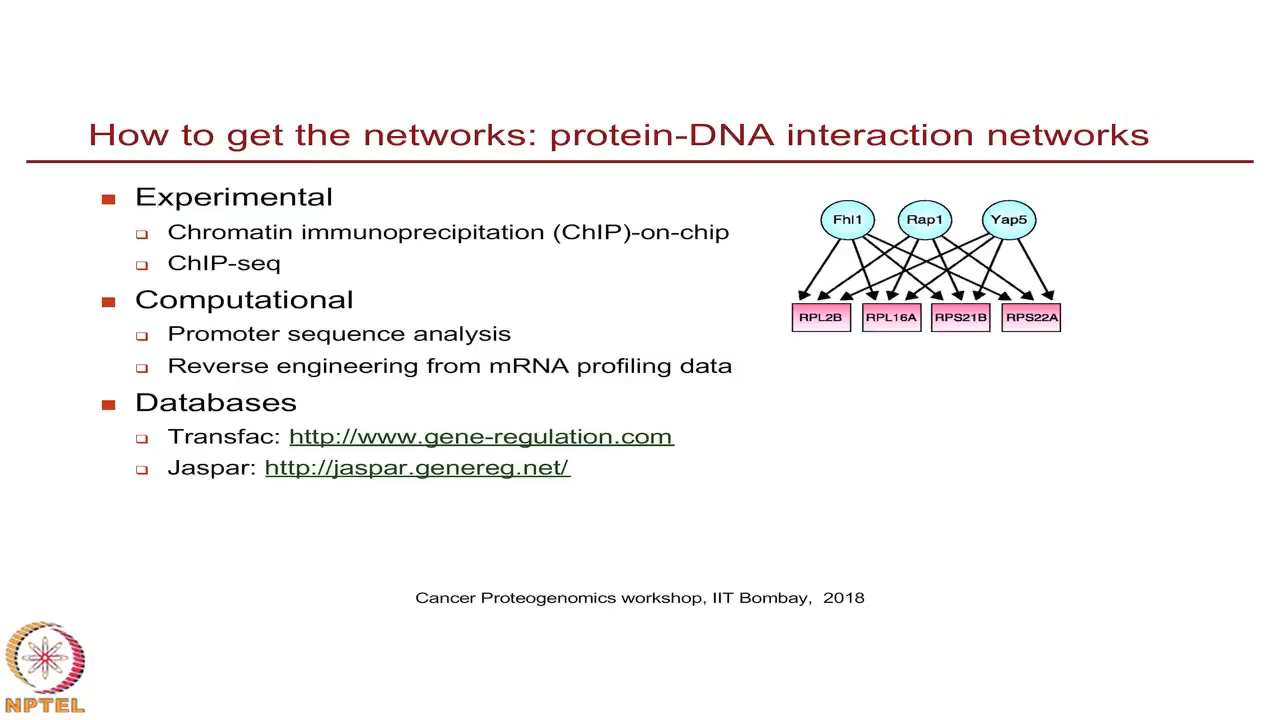 How to get the networks: protein-DNA interaction networks
Experimental
Chromatin immunoprecipitation (ChIP)-on-chip
ChIP-seq
Computational
Promoter sequence analysis
Reverse engineering from mRNA profiling data
Databases
Transfac: http://www.gene-regulation.com
Jaspar: http://jaspar.genereg.net/
Fhl1 Rap1 Yap5
RPL2B RPL16A RPS21B RPS22A
Cancer Proteogenomics workshop, IIT Bombay, 2018
NPTEL